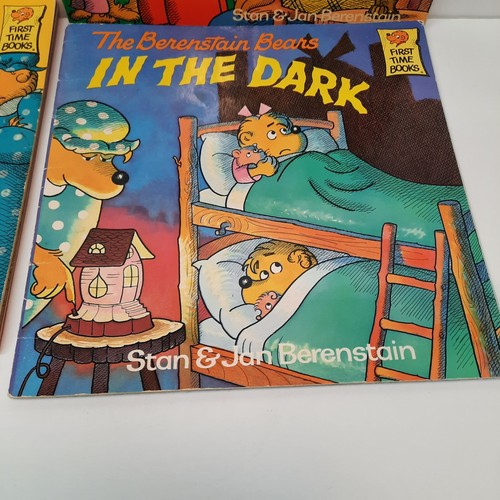 FIRST
TIME
BOOKS
Stan & Jan Berenstain
The Berenstain Bears
IN THE DARK
FIRST
TIME
BOOKS
Stan & Jan Berenstain